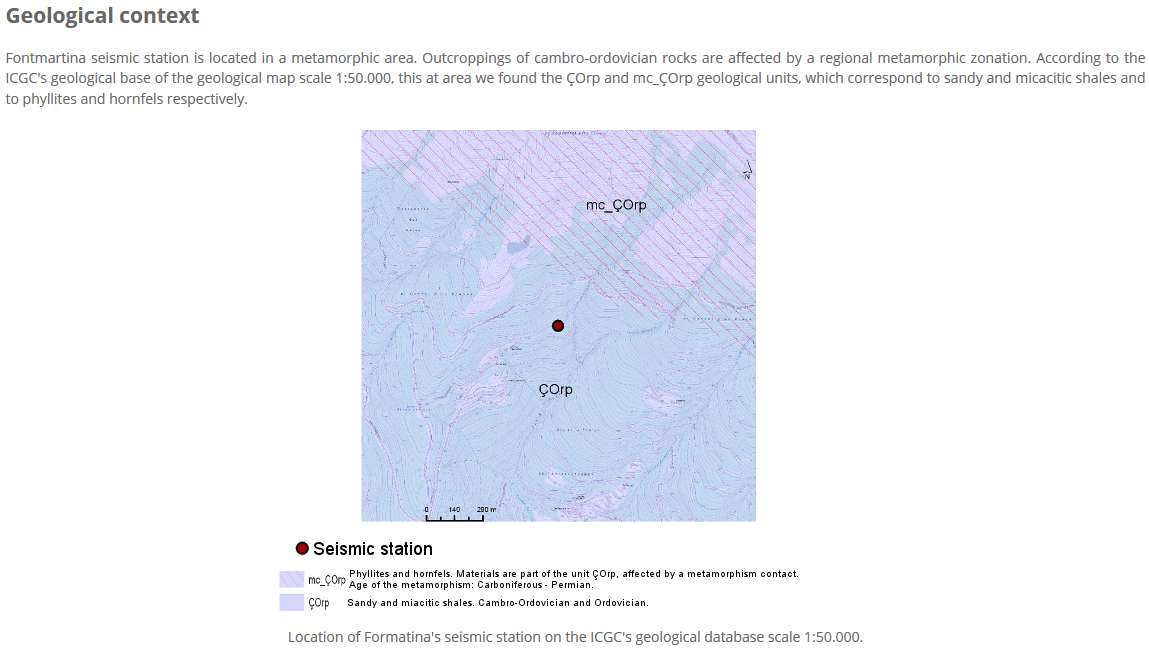 Geological context
Fontmartina seismic station is located in a metamorphic area. Outcroppings of cambro-ordovician rocks are affected by a regional metamorphic zonation. According to the
ICGC's geological base of the geological map scale 1:50.000, this at area we found the ÇOrp and mc_ÇOrp geological units, which correspond to sandy and micacitic shales and
to phyllites and hornfels respectively.
N
mc_ÇOrp
ÇOrp
0 140 280 m
Seismic station
mc_ÇOrp Phyllites and hornfels. Materials are part of the unit ÇOrp, affected by a metamorphism contact.
Age of the metamorphism: Carboniferous - Permian.
ÇOrp Sandy and miacitic shales. Cambro-Ordovician and Ordovician.
Location of Formatina's seismic station on the ICGC's geological database scale 1:50.000.